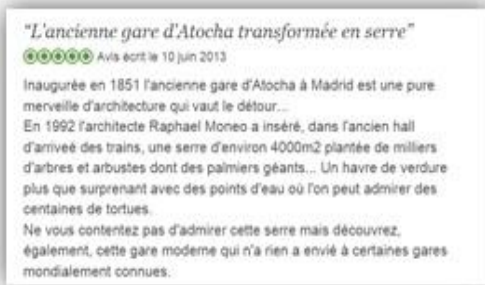 “L'ancienne gare d'Atocha transformée en serre”
Avis écrit le 10 juin 2013
Inaugurée en 1851 l'ancienne gare d'Atocha à Madrid est une pure
merveille d'architecture qui vaut le détour...
En 1992 l'architecte Raphael Moneo a inséré, dans l'ancien hall
d'arriveé des trains, une serre d'environ 4000m2 plantée de milliers
d'arbres et arbustes dont des palmiers géants... Un havre de verdure
plus que surprenant avec des points d'eau où l'on peut admirer des
centaines de tortues.
Ne vous contentez pas d'admirer cette serre mais découvrez,
également, cette gare moderne qui n'a rien a envié à certaines gares
mondialement connues.